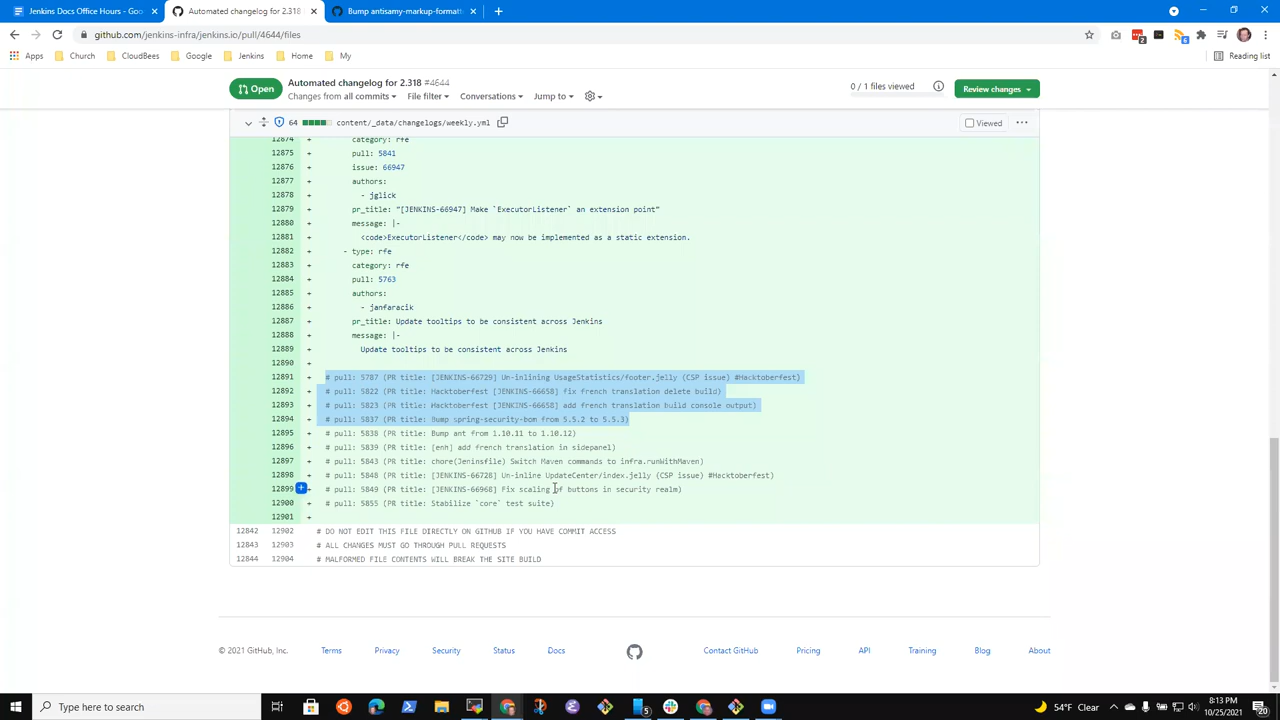 Jenkins Docs Office Hours - Goo
Automated changelog for 2.318
Bump antisamy-markup-formatt
github.com/jenkins-infra/jenkins.io/pull/4644/files
Apps
Church
CloudBees
Google
Jenkins
Home
My
Reading list
Open
Automated changelog for 2.318 #4644
Changes from all commits
File filter
Conversations
Jump to
0 / 1 files viewed
Review changes
64
content/_data/changelogs/weekly.yml
Viewed
12874 + category: rfe
12875 + pull: 5841
12876 + issue: 66947
12877 + authors:
12878 + - jglick
12879 + pr_title: "[JENKINS-66947] Make `ExecutorListener` an extension point"
12880 + message: |-
12881 + <code>ExecutorListener</code> may now be implemented as a static extension.
12882 + - type: rfe
12883 + category: rfe
12884 + pull: 5763
12885 + authors:
12886 + - janfaracik
12887 + pr_title: Update tooltips to be consistent across Jenkins
12888 + message: |-
12889 + Update tooltips to be consistent across Jenkins
12890 +
12891 + # pull: 5787 (PR title: [JENKINS-66729] Un-inlining UsageStatistics/footer.jelly (CSP issue) #Hacktoberfest)
12892 + # pull: 5822 (PR title: Hacktoberfest [JENKINS-66658] fix french translation delete build)
12893 + # pull: 5823 (PR title: Hacktoberfest [JENKINS-66658] add french translation build console output)
12894 + # pull: 5837 (PR title: Bump spring-security-bom from 5.5.2 to 5.5.3)
12895 + # pull: 5838 (PR title: Bump ant from 1.10.11 to 1.10.12)
12896 + # pull: 5839 (PR title: [enh] add french translation in sidepanel)
12897 + # pull: 5843 (PR title: chore(Jeninsfile) Switch Maven commands to infra.runWithMaven)
12898 + # pull: 5848 (PR title: [JENKINS-66728] Un-inline UpdateCenter/index.jelly (CSP issue) #Hacktoberfest)
12899 + # pull: 5849 (PR title: [JENKINS-66968] Fix scaling of buttons in security realm)
12900 + # pull: 5855 (PR title: Stabilize `core` test suite)
12901 +
12842 12902 # DO NOT EDIT THIS FILE DIRECTLY ON GITHUB IF YOU HAVE COMMIT ACCESS
12843 12903 # ALL CHANGES MUST GO THROUGH PULL REQUESTS
12844 12904 # MALFORMED FILE CONTENTS WILL BREAK THE SITE BUILD
© 2021 GitHub, Inc.
Terms
Privacy
Security
Status
Docs
Contact GitHub
Pricing
API
Training
Blog
About
Type here to search
54°F Clear
8:13 PM
10/25/2021